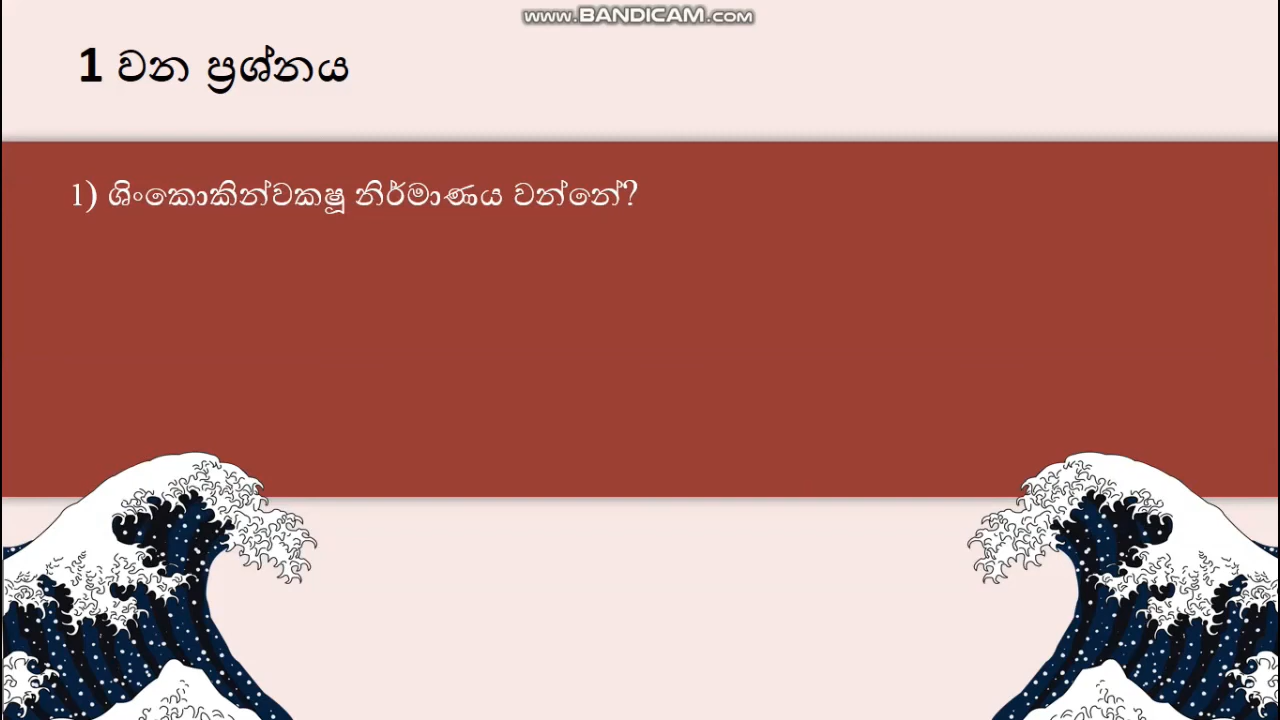 www.BANDICAM.com
1 වන ප්‍රශ්නය
1) ශිංකොකින්වකෂූ නිර්මාණය වන්නේ?